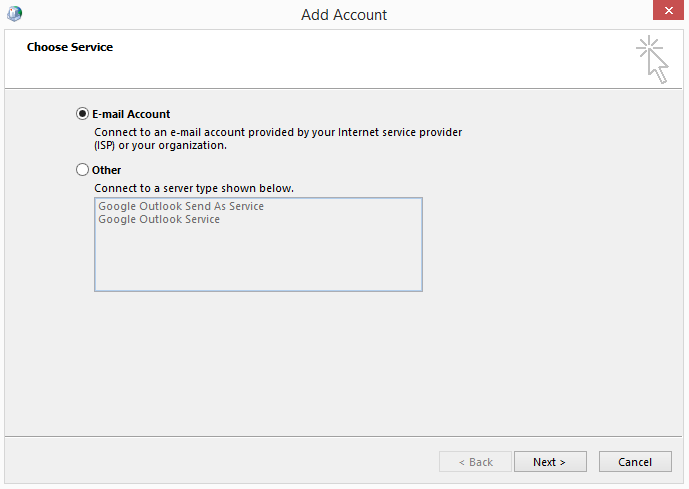 Add Account
Choose Service
E-mail Account
Connect to an e-mail account provided by your Internet service provider
(ISP) or your organization.
Other
Connect to a server type shown below.
Google Outlook Send As Service
Google Outlook Service
< Back
Next >
Cancel